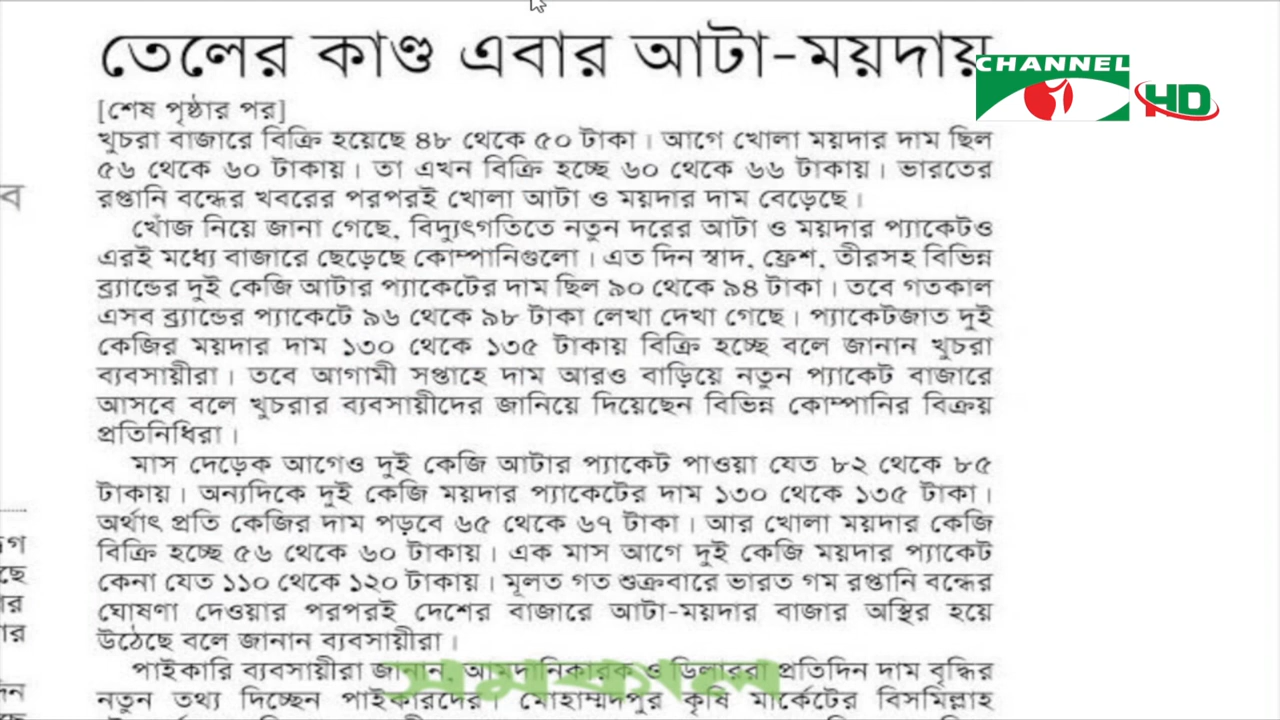 তেলের কাণ্ড এবার আটা-ময়দায়
CHANNEL
i HD
[শেষ পৃষ্ঠার পর]
খুচরা বাজারে বিক্রি হয়েছে ৪৮ থেকে ৫০ টাকা। আগে খোলা ময়দার দাম ছিল
৫৬ থেকে ৬০ টাকায়। তা এখন বিক্রি হচ্ছে ৬০ থেকে ৬৬ টাকায়। ভারতের
রপ্তানি বন্ধের খবরের পরপরই খোলা আটা ও ময়দার দাম বেড়েছে।
খোঁজ নিয়ে জানা গেছে, বিদ্যুৎগতিতে নতুন দরের আটা ও ময়দার প্যাকেটও
এরই মধ্যে বাজারে ছেড়েছে কোম্পানিগুলো। এত দিন স্বাদ, ফ্রেশ, তীরসহ বিভিন্ন
ব্র্যান্ডের দুই কেজি আটার প্যাকেটের দাম ছিল ৯০ থেকে ৯৪ টাকা। তবে গতকাল
এসব ব্র্যান্ডের প্যাকেটে ৯৬ থেকে ৯৮ টাকা লেখা দেখা গেছে। প্যাকেটজাত দুই
কেজির ময়দার দাম ১৩০ থেকে ১৩৫ টাকায় বিক্রি হচ্ছে বলে জানান খুচরা
ব্যবসায়ীরা। তবে আগামী সপ্তাহে দাম আরও বাড়িয়ে নতুন প্যাকেট বাজারে
আসবে বলে খুচরার ব্যবসায়ীদের জানিয়ে দিয়েছেন বিভিন্ন কোম্পানির বিক্রয়
প্রতিনিধিরা।
মাস দেড়েক আগেও দুই কেজি আটার প্যাকেট পাওয়া যেত ৮২ থেকে ৮৫
টাকায়। অন্যদিকে দুই কেজি ময়দার প্যাকেটের দাম ১৩০ থেকে ১৩৫ টাকা।
অর্থাৎ প্রতি কেজির দাম পড়বে ৬৫ থেকে ৬৭ টাকা। আর খোলা ময়দার কেজি
বিক্রি হচ্ছে ৫৬ থেকে ৬০ টাকায়। এক মাস আগে দুই কেজি ময়দার প্যাকেট
কেনা যেত ১১০ থেকে ১২০ টাকায়। মূলত গত শুক্রবারে ভারত গম রপ্তানি বন্ধের
ঘোষণা দেওয়ার পরপরই দেশের বাজারে আটা-ময়দার বাজার অস্থির হয়ে
উঠেছে বলে জানান ব্যবসায়ীরা।
পাইকারি ব্যবসায়ীরা জানান, আমদানিকারক ও ডিলাররা প্রতিদিন দাম বৃদ্ধির
নতুন তথ্য দিচ্ছেন পাইকারদের। মোহাম্মদপুর কৃষি মার্কেটের বিসমিল্লাহ
সমকাল